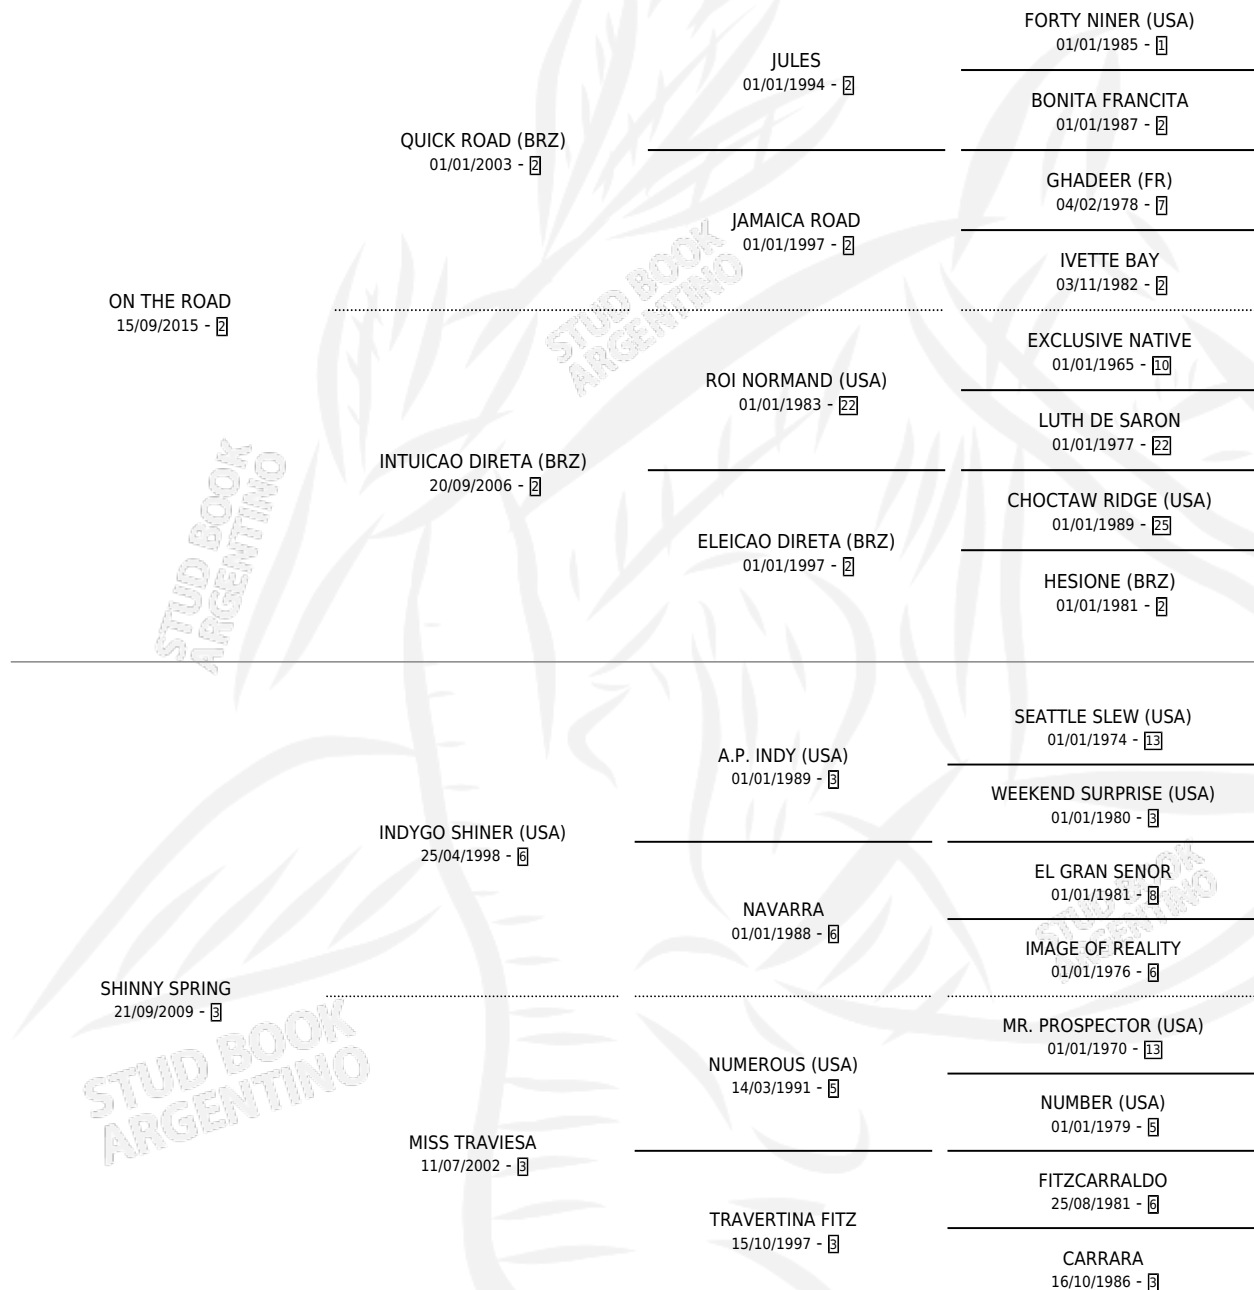 FORTY NINER (USA)
01/01/1985 - 1
JULES
01/01/1994 - 2
BONITA FRANCITA
01/01/1987 - 2
QUICK ROAD (BRZ)
01/01/2003 - 2
GHADEER (FR)
04/02/1978 - 7
JAMAICA ROAD
01/01/1997 - 2
IVETTE BAY
03/11/1982 - 2
ON THE ROAD
15/09/2015 - 2
STUD BOOK
ARGENTINO
EXCLUSIVE NATIVE
01/01/1965 - 10
ROI NORMAND (USA)
01/01/1983 - 22
LUTH DE SARON
01/01/1977 - 22
INTUICAO DIRETA (BRZ)
20/09/2006 - 2
CHOCTAW RIDGE (USA)
01/01/1989 - 25
ELEICAO DIRETA (BRZ)
01/01/1997 - 2
HESIONE (BRZ)
01/01/1981 - 2
STUD BOOK
ARGENTINO
SEATTLE SLEW (USA)
01/01/1974 - 13
A.P. INDY (USA)
01/01/1989 - 3
WEEKEND SURPRISE (USA)
01/01/1980 - 3
INDYGO SHINER (USA)
25/04/1998 - 6
EL GRAN SENOR
01/01/1981 - 8
NAVARRA
01/01/1988 - 6
STUD BOOK
ARGENTINO
IMAGE OF REALITY
01/01/1976 - 6
SHINNY SPRING
21/09/2009 - 3
MR. PROSPECTOR (USA)
01/01/1970 - 13
NUMEROUS (USA)
14/03/1991 - 5
STUD BOOK
ARGENTINO
NUMBER (USA)
01/01/1979 - 5
MISS TRAVIESA
11/07/2002 - 3
FITZCARRALDO
25/08/1981 - 6
TRAVERTINA FITZ
15/10/1997 - 3
CARRARA
16/10/1986 - 3